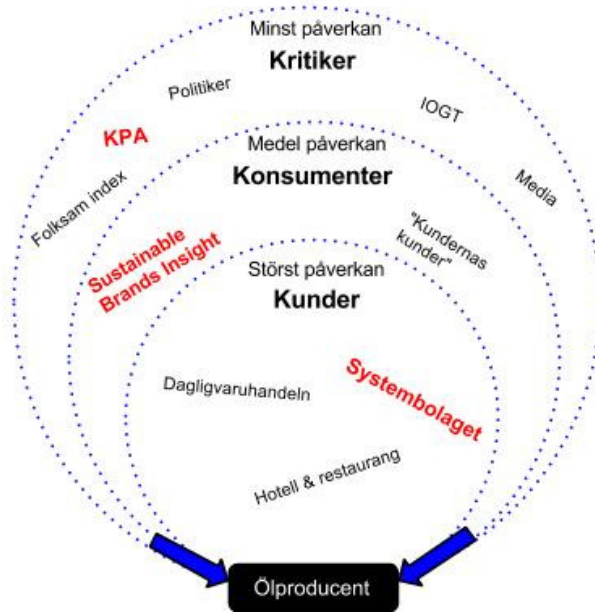 Minst påverkan
Kritiker
Politiker
IOGT
KPA
Medel påverkan
Konsumenter
Media
Folksam index
Sustainable
Brands Insight
"Kundernas
kunder"
Störst påverkan
Kunder
Dagligvaruhandeln
Systembolaget
Hotell & restaurang
Ölproducent